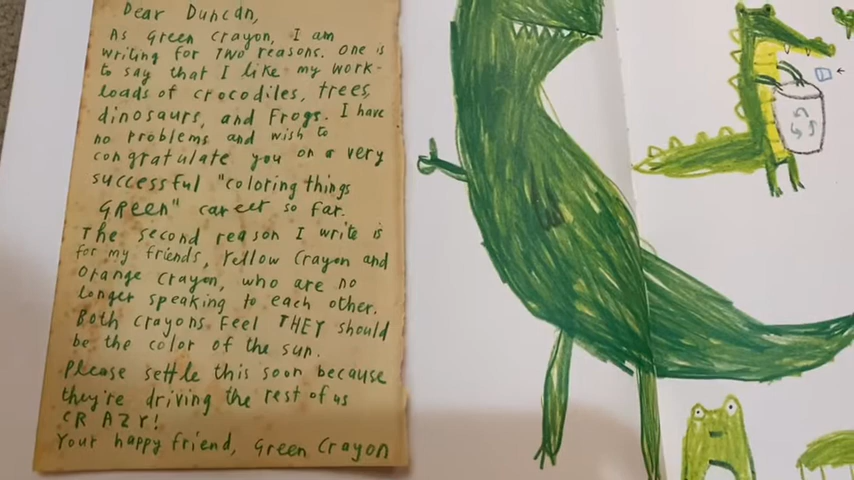 Dear Duncan,
As Green crayon, I am
writing for TWO reasons. One is
to say that I like my work-
loads of crocodiles, trees,
dinosaurs, and Frogs. I have
no problems and wish to
congratulate you on a very
successful "coloring things
GReeN" career so far.
The second reason I write is
for my friends, Yellow Crayon and
Orange Crayon, who are no
longer speaking to each other.
Both crayons feel THEY should
be the color of the sun.
Please settle this soon because
they're driving the rest of us
CRAZY!
Your happy friend, Green Crayon